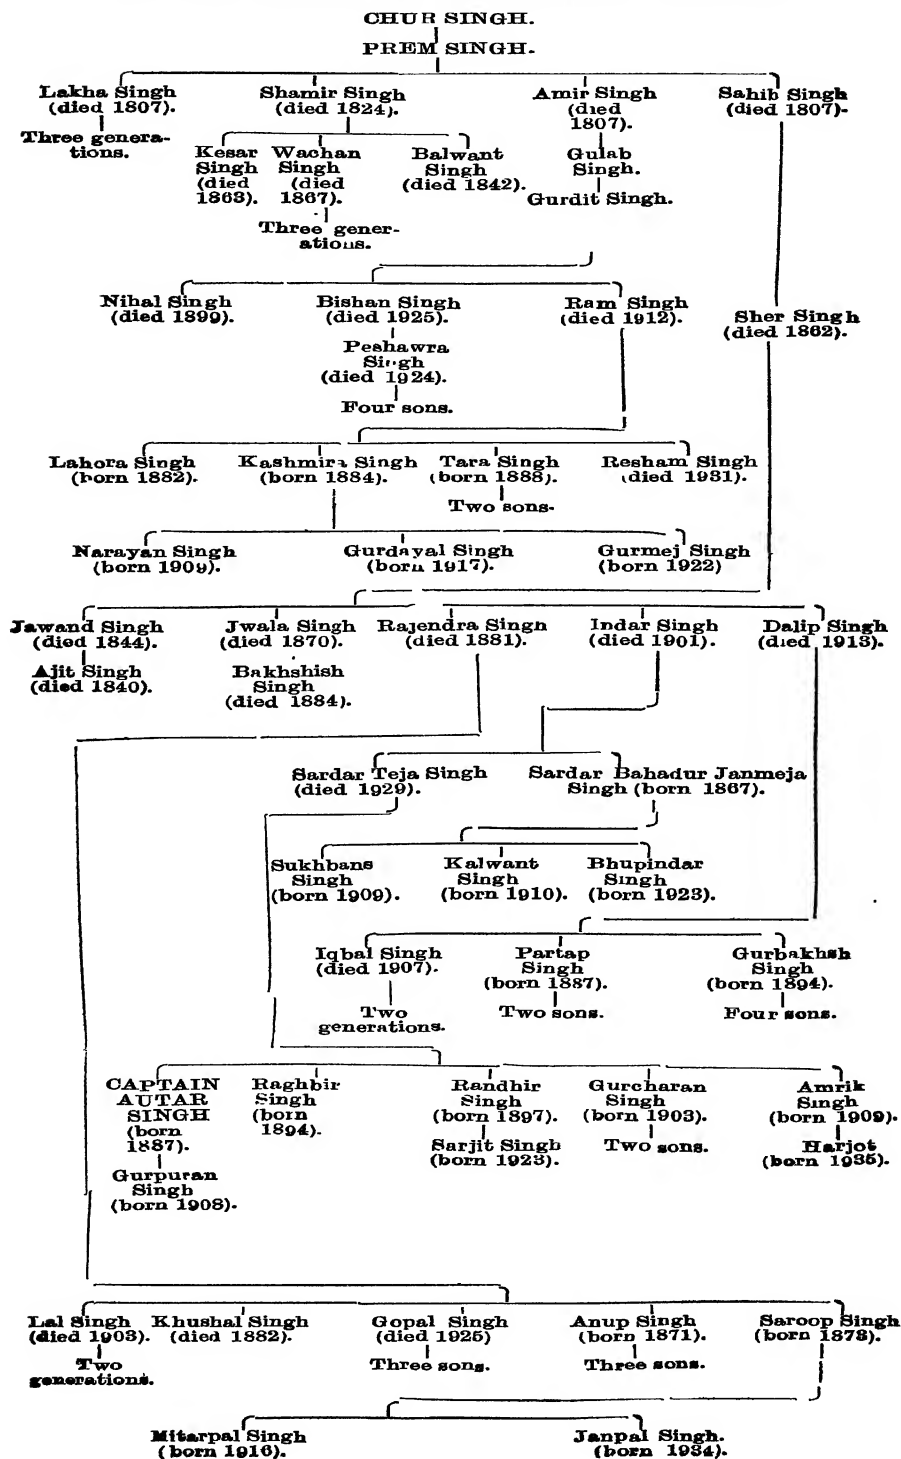 CHUR SINGH.
PREM SINGH.
Lakha Singh
(died 1807).
Three genera-
tions.
Shamir Singh
(died 1824).
Amir Singh
(died
1807).
Sahib Singh
(died 1807)-
Kesar
Singh
(died
1863).
Wachan
Singh
(died
1867).
Three gener-
ations.
Balwant
Singh
(died 1842).
Gulab
Singh.
Gurdit Singh.
Nihal Singh
(died 1899).
Bishan Singh
(died 1925).
Peshawra
Singh
(died 1924).
Four sons.
Ram Singh
(died 1912).
Sher Singh
(died 1862).
Lahora Singh
(born 1882).
Kashmira Singh
(born 1884).
Tara Singh
(born 1888).
Two sons-
Resham Singh
(died 1931).
Narayan Singh
(born 1909).
Gurdayal Singh
(born 1917).
Gurmej Singh
(born 1922)
Jawand Singh
(died 1844).
Ajit Singh
(died 1840).
Jwala Singh
(died 1870).
Bakhshish
Singh
(died 1884).
Rajendra Singh
(died 1881).
Indar Singh
(died 1901).
Dalip Singh
(died 1913).
Sardar Teja Singh
(died 1929).
Sardar Bahadur Janmeja
Singh (born 1867).
Sukhbans
Singh
(born 1909).
Kalwant
Singh
(born 1910).
Bhupindar
Singh
(born 1923).
Iqbal Singh
(died 1907).
Two
generations.
Partap
Singh
(born 1887).
Two sons.
Gurbakhsh
Singh
(born 1894).
Four sons.
CAPTAIN
AUTAR
SINGH
(born
1887).
Gurpuran
Singh
(born 1908).
Raghbir
Singh
(born
1894).
Randhir
Singh
(born 1897).
Sarjit Singh
(born 1923).
Gurcharan
Singh
(born 1903).
Two sons.
Amrik
Singh
(born 1909).
Harjot
(born 1935).
Lal Singh
(died 1903).
Two
generations.
Khushal Singh
(died 1882).
Gopal Singh
(died 1925)
Three sons.
Anup Singh
(born 1871).
Three sons.
Saroop Singh
(born 1873).
Mitarpal Singh
(born 1916).
Janpal Singh.
(born 1934).